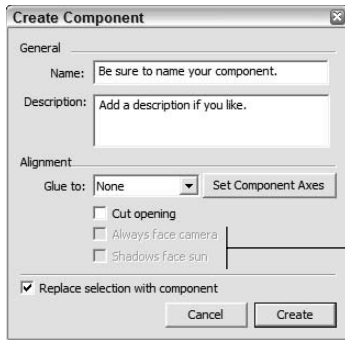 Create Component
General
Name: Be sure to name your component.
Description: Add a description if you like.
Alignment
Glue to: None Set Component Axes
Cut opening
Always face camera
Shadows face sun
Replace selection with component
Cancel Create